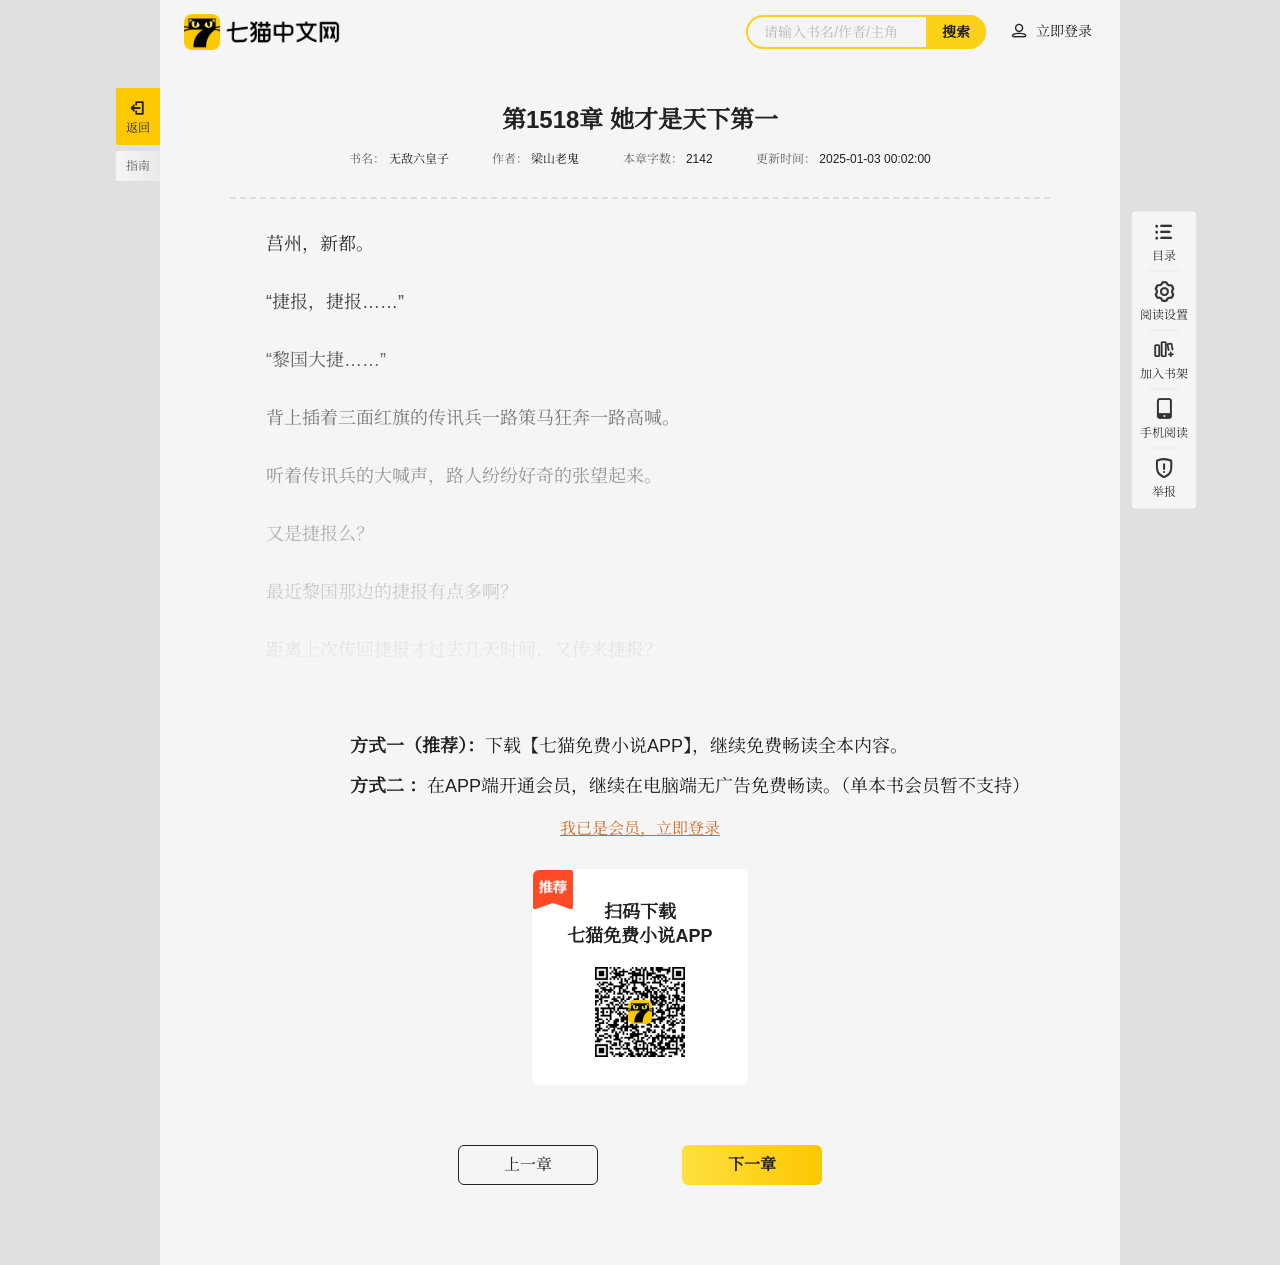 七猫中文网
请输入书名/作者/主角
搜索
立即登录
返回
指南
第1518章 她才是天下第一
书名： 无敌六皇子 作者： 梁山老鬼 本章字数： 2142 更新时间： 2025-01-03 00:02:00
莒州，新都。
“捷报，捷报……”
“黎国大捷……”
背上插着三面红旗的传讯兵一路策马狂奔一路高喊。
听着传讯兵的大喊声，路人纷纷好奇的张望起来。
又是捷报么？
最近黎国那边的捷报有点多啊？
距离上次传回捷报才过去几天时间，又传来捷报？
目录
阅读设置
加入书架
手机阅读
举报
方式一（推荐）：下载【七猫免费小说APP】，继续免费畅读全本内容。
方式二 ：在APP端开通会员，继续在电脑端无广告免费畅读。（单本书会员暂不支持）
我已是会员，立即登录
推荐
扫码下载
七猫免费小说APP
上一章
下一章